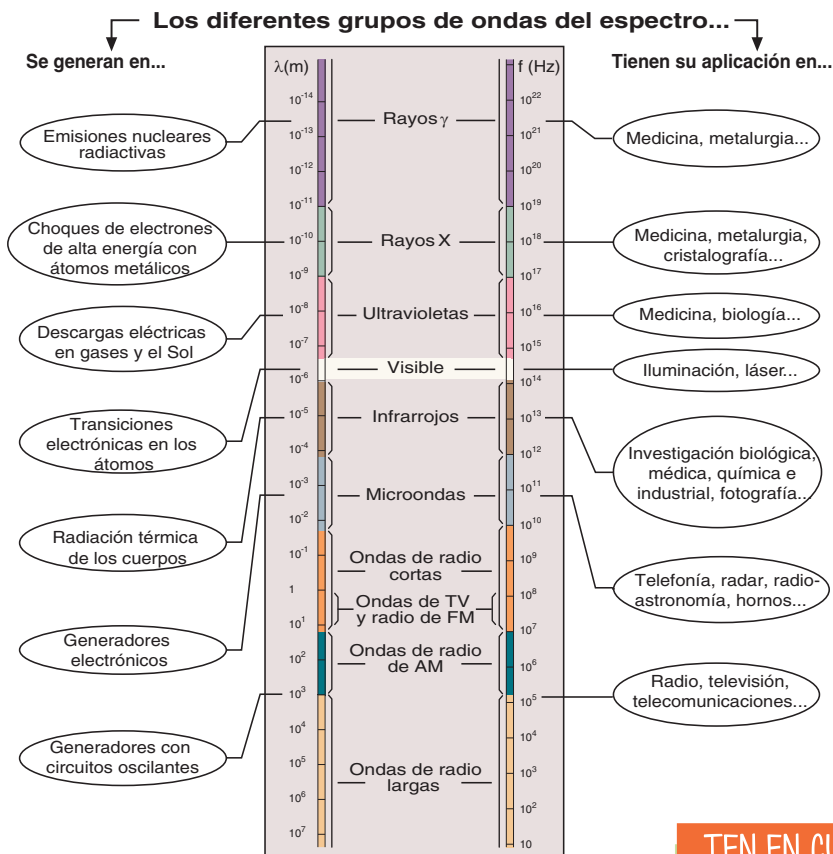 Los diferentes grupos de ondas del espectro...
Se generan en...
Tienen su aplicación en...
λ(m)
f (Hz)
Emisiones nucleares
radiactivas
Choques de electrones
de alta energía con
átomos metálicos
Descargas eléctricas
en gases y el Sol
Transiciones
electrónicas en los
átomos
Radiación térmica
de los cuerpos
Generadores
electrónicos
Generadores con
circuitos oscilantes
10⁻¹⁴
10⁻¹³
10⁻¹²
10⁻¹¹
10⁻¹⁰
10⁻⁹
10⁻⁸
10⁻⁷
10⁻⁶
10⁻⁵
10⁻⁴
10⁻³
10⁻²
10⁻¹
1
10¹
10²
10³
10⁴
10⁵
10⁶
10⁷
Rayos γ
Rayos X
Ultravioletas
Visible
Infrarrojos
Microondas
Ondas de radio
cortas
Ondas de TV
y radio de FM
Ondas de radio
de AM
Ondas de radio
largas
10²²
10²¹
10²⁰
10¹⁹
10¹⁸
10¹⁷
10¹⁶
10¹⁵
10¹⁴
10¹³
10¹²
10¹¹
10¹⁰
10⁹
10⁸
10⁷
10⁶
10⁵
10⁴
10³
10²
10
Medicina, metalurgia...
Medicina, metalurgia,
cristalografía...
Medicina, biología...
Iluminación, láser...
Investigación biológica,
médica, química e
industrial, fotografía...
Telefonía, radar, radio-
astronomía, hornos...
Radio, televisión,
telecomunicaciones...
TEN EN